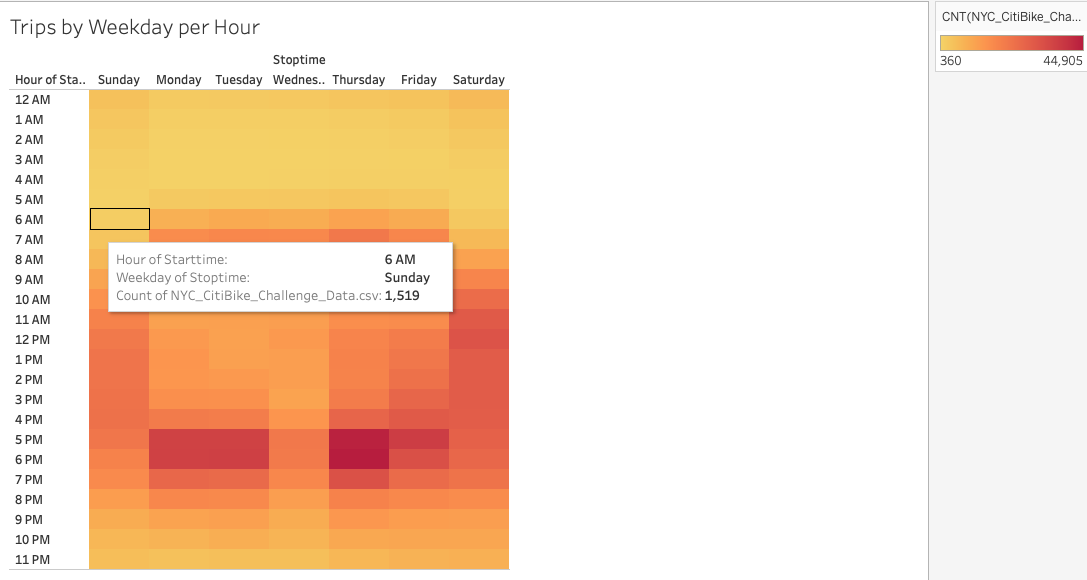 Trips by Weekday per Hour
CNT(NYC_CitiBike_Cha...
360 44,905
Stoptime
Hour of Sta.. Sunday Monday Tuesday Wednes.. Thursday Friday Saturday
12 AM
1 AM
2 AM
3 AM
4 AM
5 AM
6 AM
7 AM
8 AM
9 AM
10 AM
11 AM
12 PM
1 PM
2 PM
3 PM
4 PM
5 PM
6 PM
7 PM
8 PM
9 PM
10 PM
11 PM
Hour of Starttime: 6 AM
Weekday of Stoptime: Sunday
Count of NYC_CitiBike_Challenge_Data.csv: 1,519